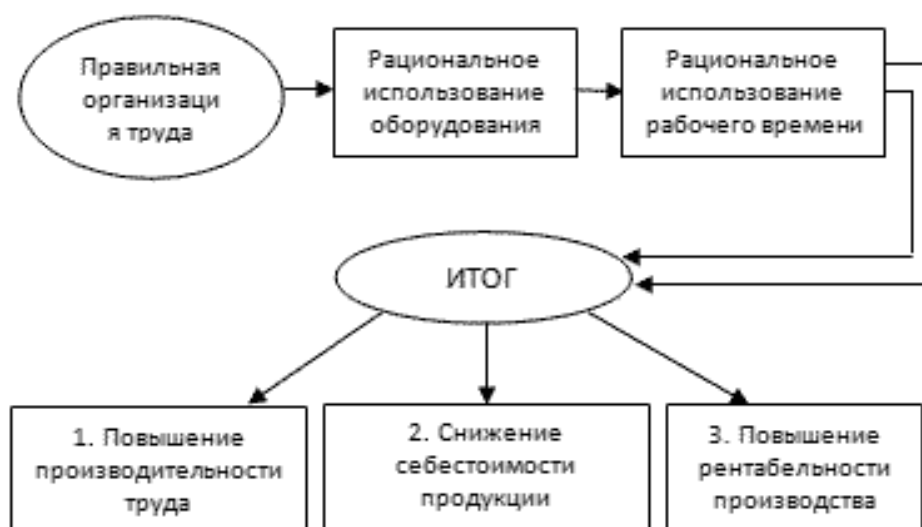 Правильная
организаци
я труда
Рациональное
использование
оборудования
Рациональное
использование
рабочего времени
ИТОГ
1. Повышение
производительности
труда
2. Снижение
себестоимости
продукции
3. Повышение
рентабельности
производства